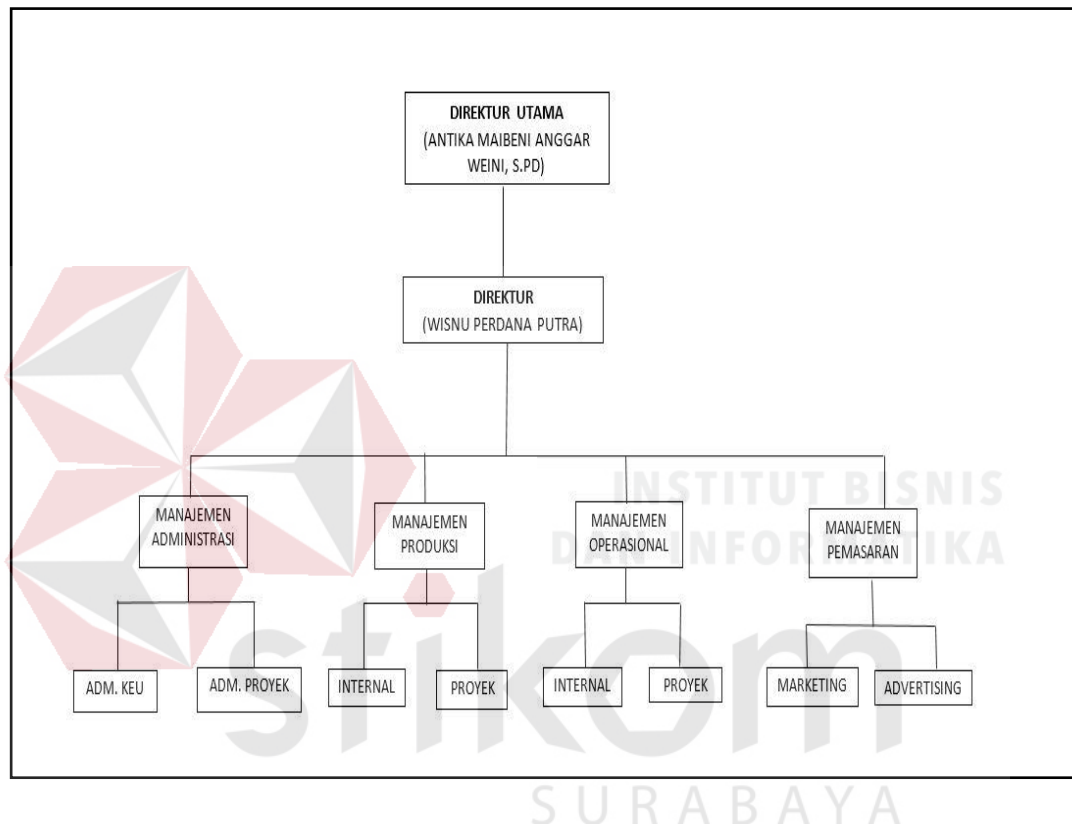 DIREKTUR UTAMA
(ANTIKA MAIBENI ANGGAR
WEINI, S.PD)
DIREKTUR
(WISNU PERDANA PUTRA)
MANAJEMEN
ADMINISTRASI
MANAJEMEN
PRODUKSI
MANAJEMEN
OPERASIONAL
MANAJEMEN
PEMASARAN
ADM. KEU
ADM. PROYEK
INTERNAL
PROYEK
INTERNAL
PROYEK
MARKETING
ADVERTISING
INSTITUT BISNIS
DAN INFORMATIKA
stikom
SURABAYA